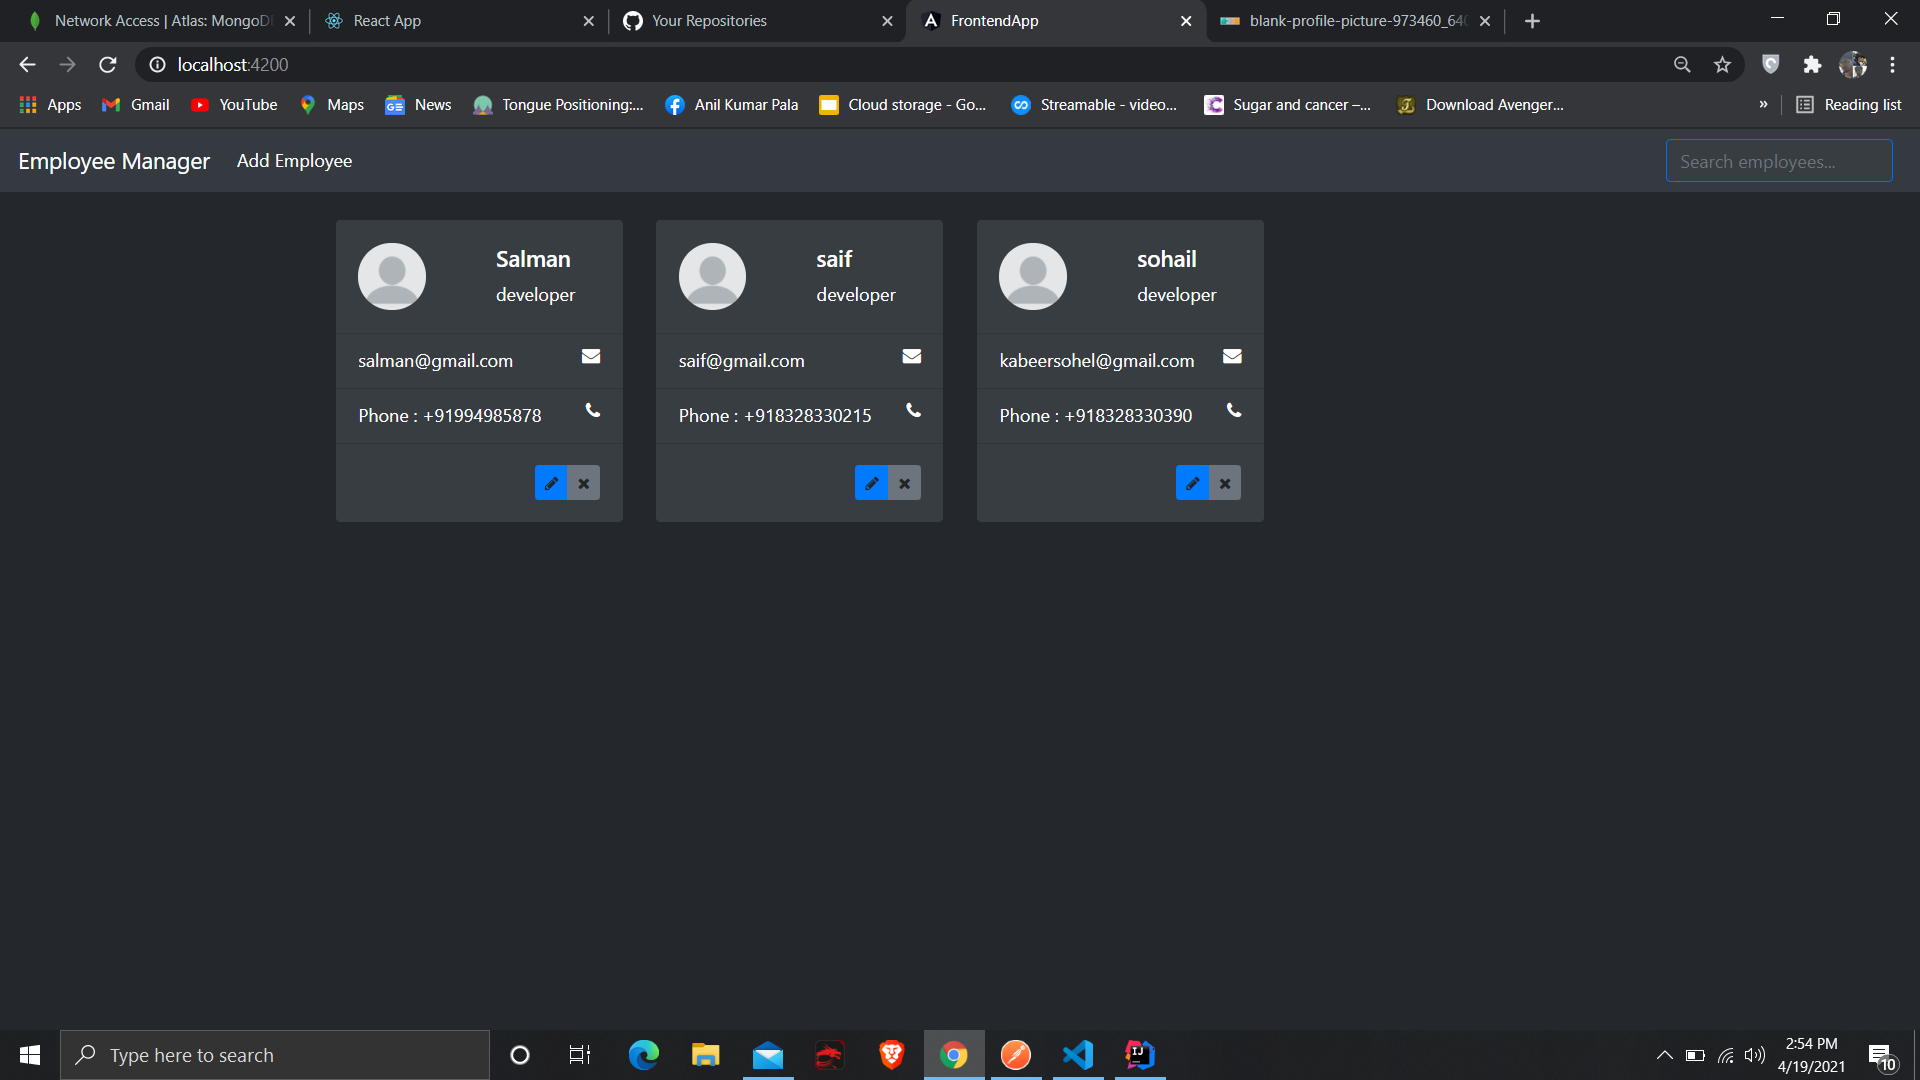 Network Access | Atlas: MongoD
React App
Your Repositories
FrontendApp
blank-profile-picture-973460_64
localhost:4200
Apps
Gmail
YouTube
Maps
News
Tongue Positioning:...
Anil Kumar Pala
Cloud storage - Go...
Streamable - video...
Sugar and cancer –...
Download Avenger...
»
Reading list
Employee Manager
Add Employee
Search employees...
Salman
developer
salman@gmail.com
Phone : +91994985878
saif
developer
saif@gmail.com
Phone : +918328330215
sohail
developer
kabeersohel@gmail.com
Phone : +918328330390
Type here to search
2:54 PM
4/19/2021
10